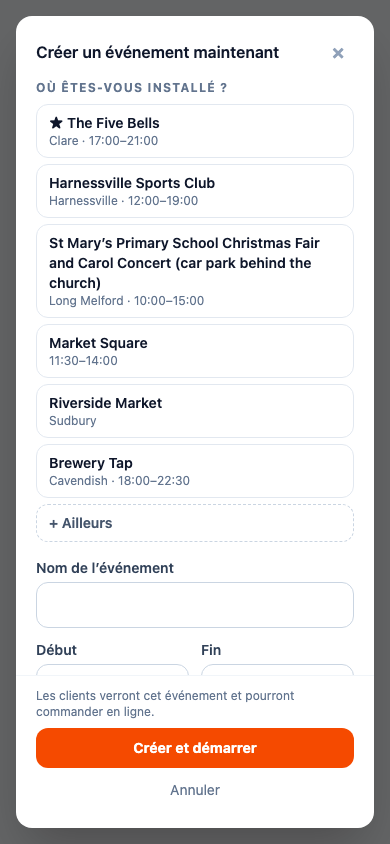 Créer un événement maintenant
×
OÙ ÊTES-VOUS INSTALLÉ ?
★ The Five Bells
Clare · 17:00–21:00
Harnessville Sports Club
Harnessville · 12:00–19:00
St Mary’s Primary School Christmas Fair
and Carol Concert (car park behind the
church)
Long Melford · 10:00–15:00
Market Square
11:30–14:00
Riverside Market
Sudbury
Brewery Tap
Cavendish · 18:00–22:30
+ Ailleurs
Nom de l’événement
Début Fin
Les clients verront cet événement et pourront
commander en ligne.
Créer et démarrer
Annuler